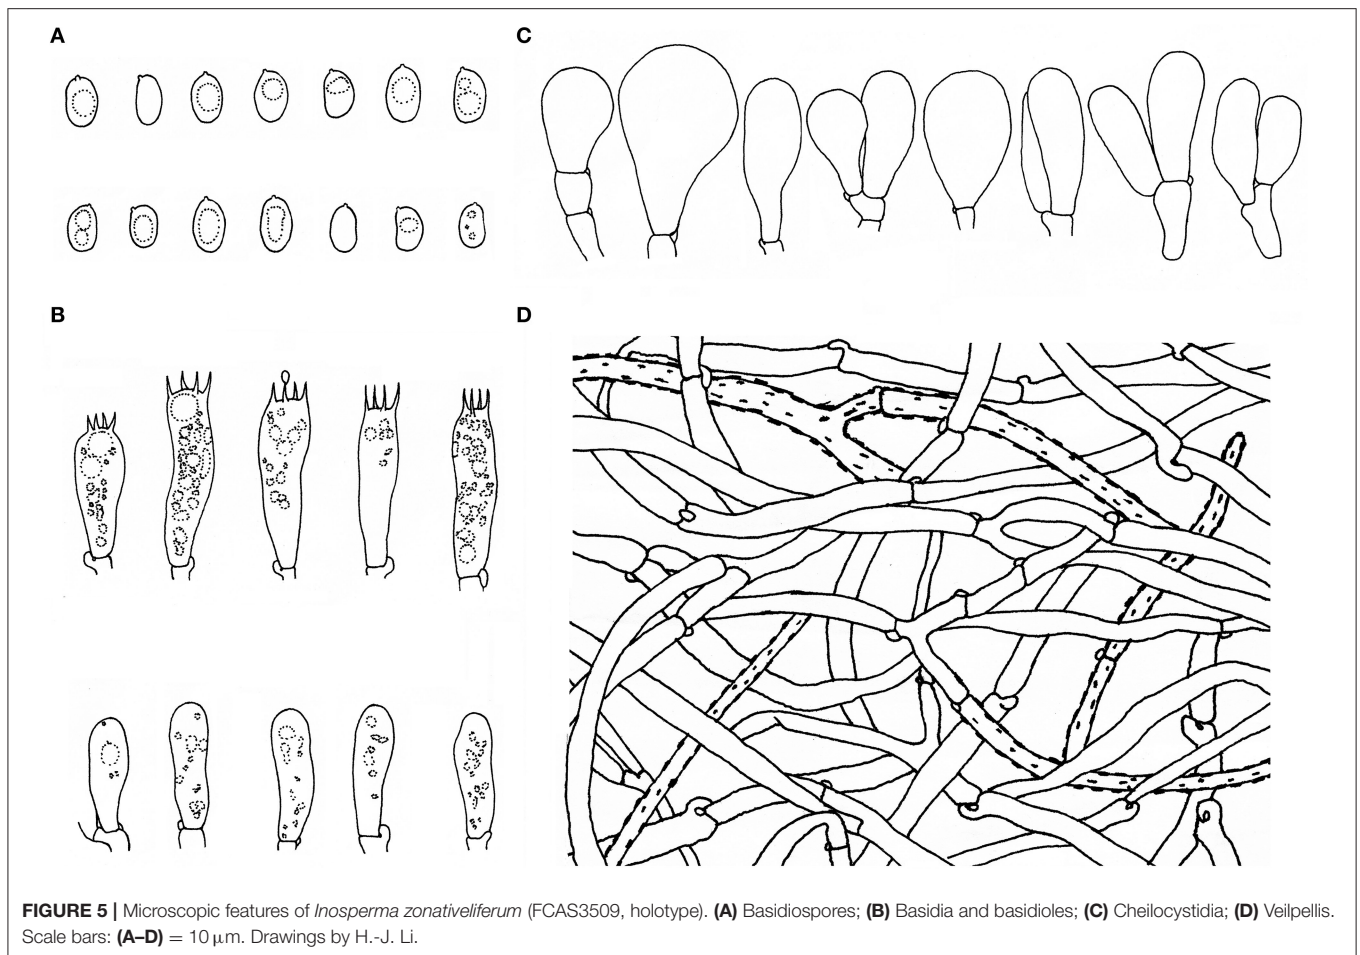 A
C
B
D
FIGURE 5 | Microscopic features of Inosperma zonativeliferum (FCAS3509, holotype). (A) Basidiospores; (B) Basidia and basidioles; (C) Cheilocystidia; (D) Veilpellis.
Scale bars: (A–D) = 10 μm. Drawings by H.-J. Li.